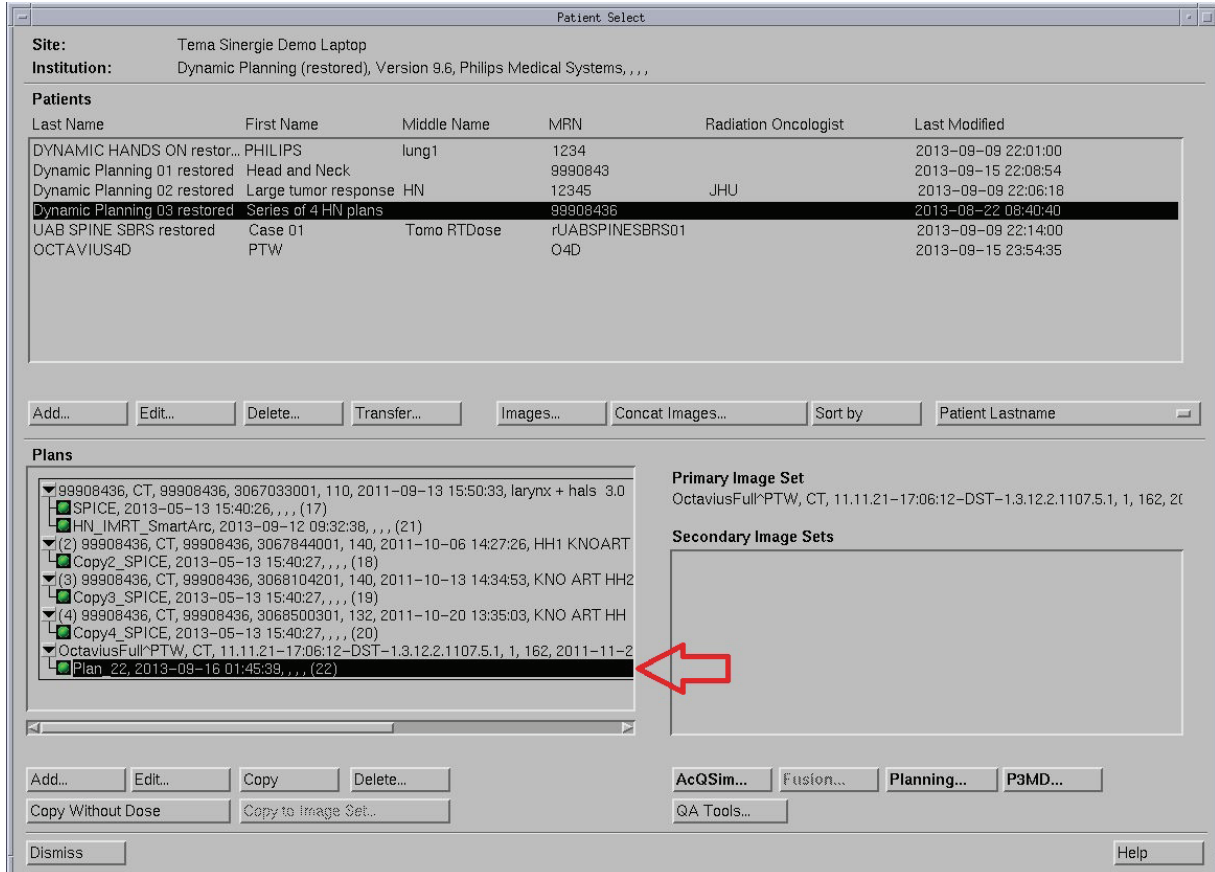 Patient Select
Site: Tema Sinergie Demo Laptop
Institution: Dynamic Planning (restored), Version 9.6, Philips Medical Systems, , , ,
Patients
Last Name First Name Middle Name MRN Radiation Oncologist Last Modified
DYNAMIC HANDS ON restor... PHILIPS lung1 1234 2013-09-09 22:01:00
Dynamic Planning 01 restored Head and Neck 9990843 2013-09-15 22:08:54
Dynamic Planning 02 restored Large tumor response HN 12345 JHU 2013-09-09 22:06:18
Dynamic Planning 03 restored Series of 4 HN plans 99908436 2013-08-22 08:40:40
UAB SPINE SBRS restored Case 01 Tomo RTDose rUABSPINESBRS01 2013-09-09 22:14:00
OCTAVIUS4D PTW O4D 2013-09-15 23:54:35
Add... Edit... Delete... Transfer... Images... Concat Images... Sort by Patient Lastname
Plans
99908436, CT, 99908436, 3067033001, 110, 2011-09-13 15:50:33, larynx + hals 3.0
SPICE, 2013-05-13 15:40:26, , , , (17)
HN_IMRT_SmartArc, 2013-09-12 09:32:38, , , , (21)
(2) 99908436, CT, 99908436, 3067844001, 140, 2011-10-06 14:27:26, HH1 KNOART
Copy2_SPICE, 2013-05-13 15:40:27, , , , (18)
(3) 99908436, CT, 99908436, 3068104201, 140, 2011-10-13 14:34:53, KNO ART HH2
Copy3_SPICE, 2013-05-13 15:40:27, , , , (19)
(4) 99908436, CT, 99908436, 3068500301, 132, 2011-10-20 13:35:03, KNO ART HH
Copy4_SPICE, 2013-05-13 15:40:27, , , , (20)
OctaviusFull^PTW, CT, 11.11.21-17:06:12-DST-1.3.12.2.1107.5.1, 1, 162, 2011-11-2
Plan_22, 2013-09-16 01:45:39, , , , (22)
Primary Image Set
OctaviusFull^PTW, CT, 11.11.21-17:06:12-DST-1.3.12.2.1107.5.1, 1, 162, 20
Secondary Image Sets
Add... Edit... Copy Delete... AcQSim... Fusion... Planning... P3MD...
Copy Without Dose Copy to Image Set... QA Tools...
Dismiss Help